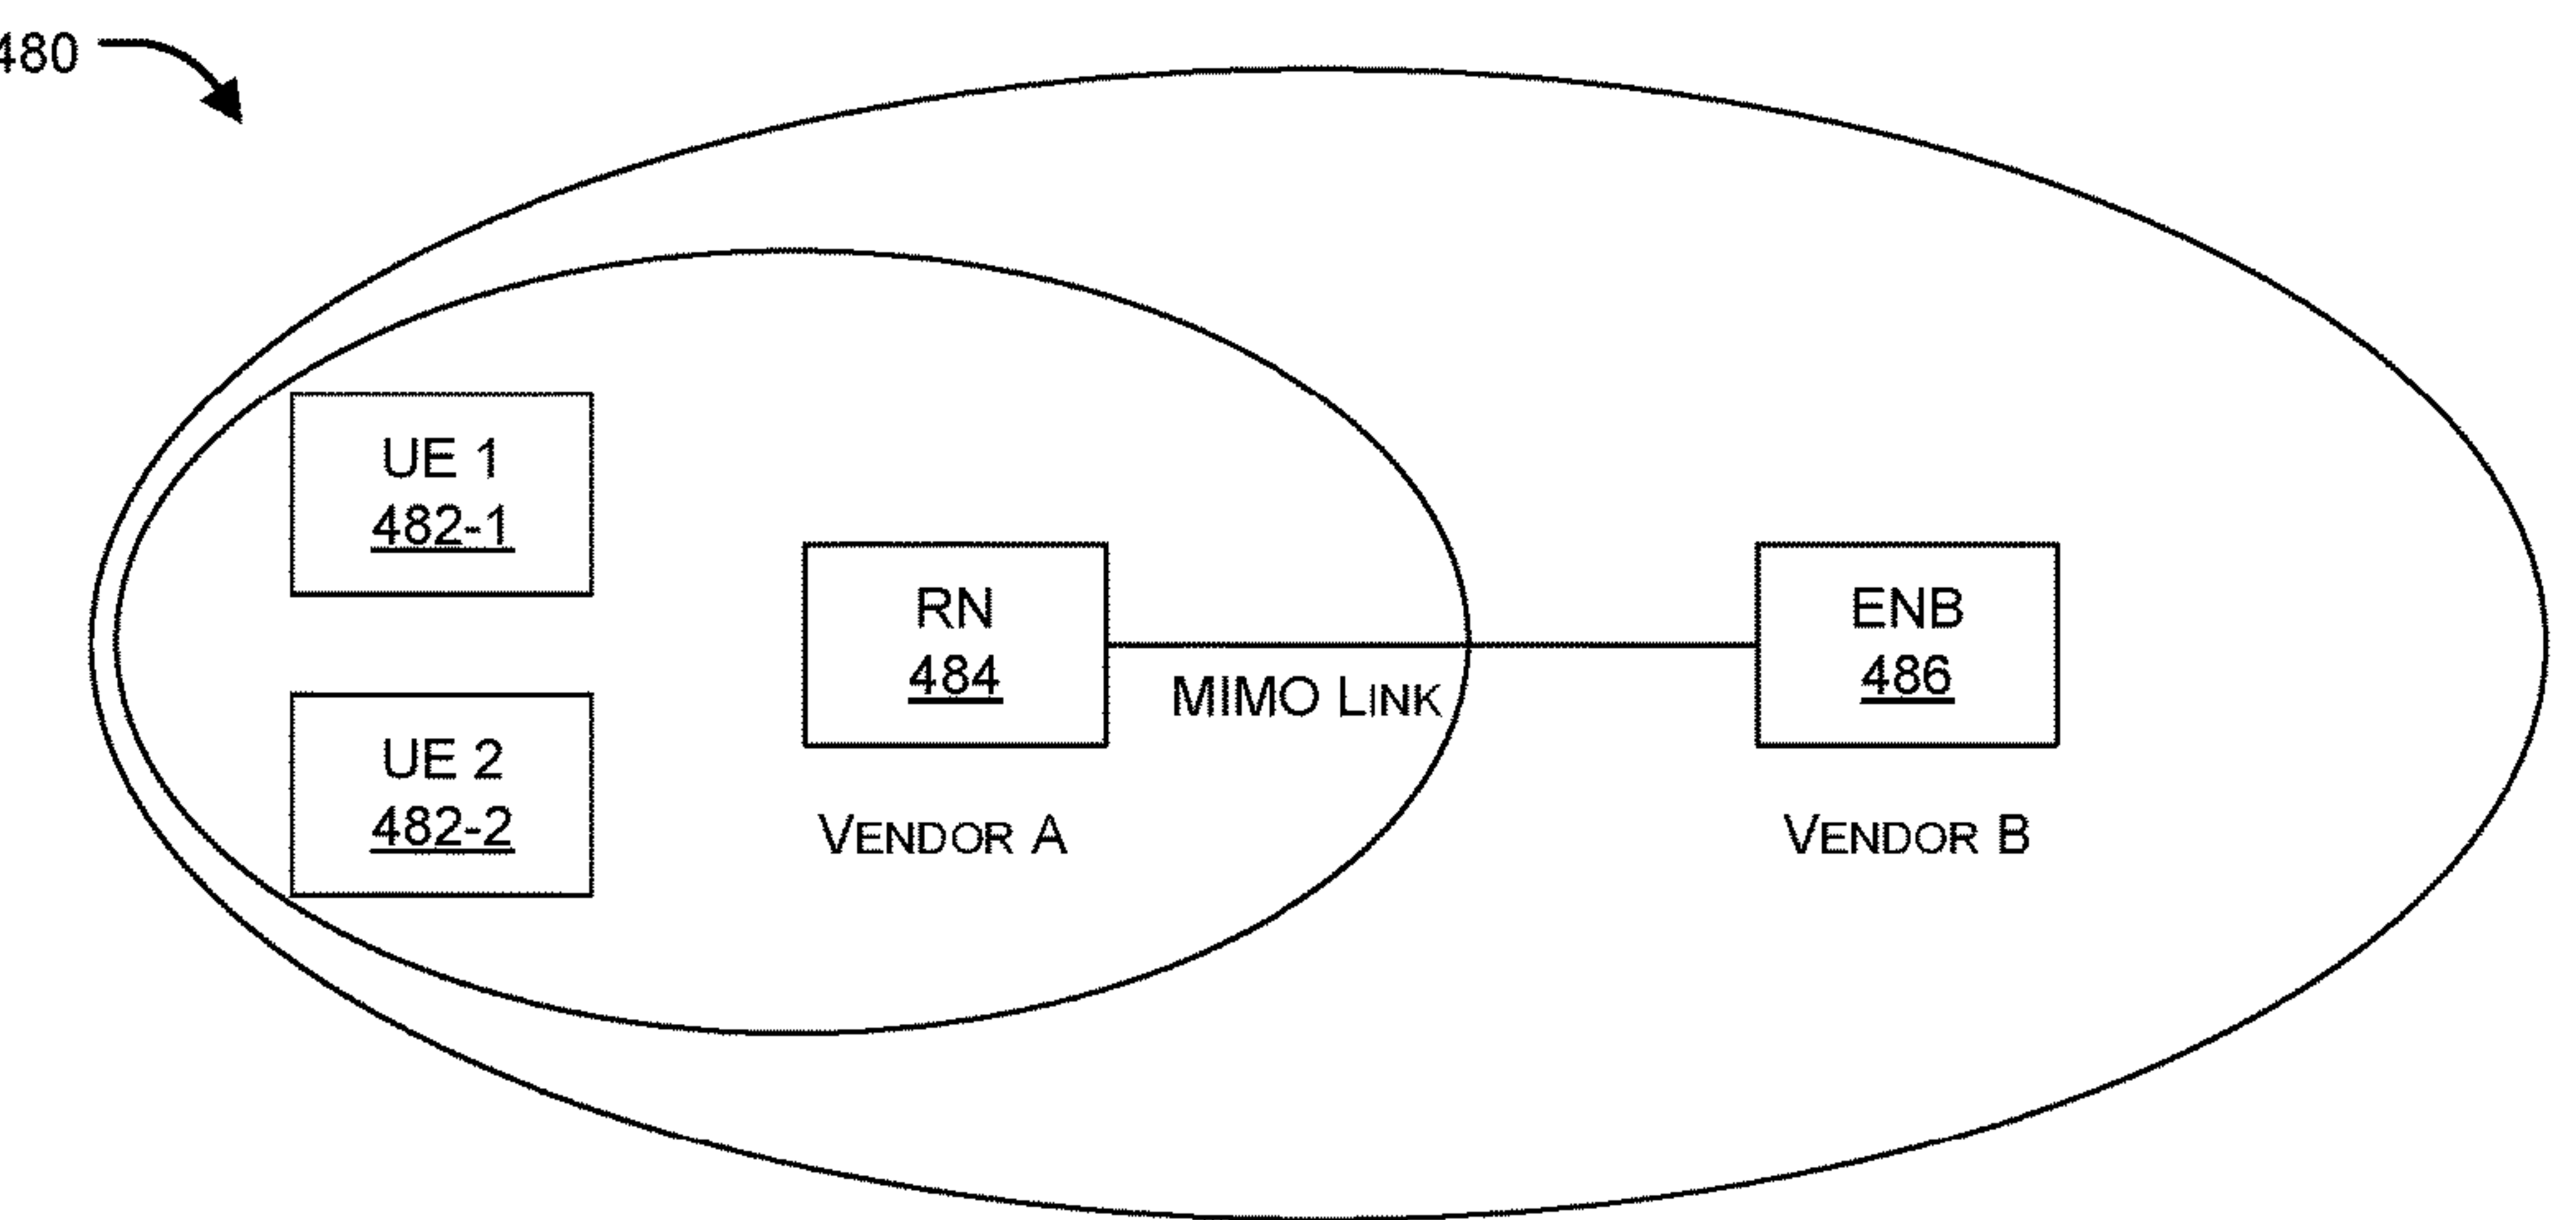 480
UE 1
482-1
UE 2
482-2
RN
484
MIMO LINK
VENDOR A
ENB
486
VENDOR B